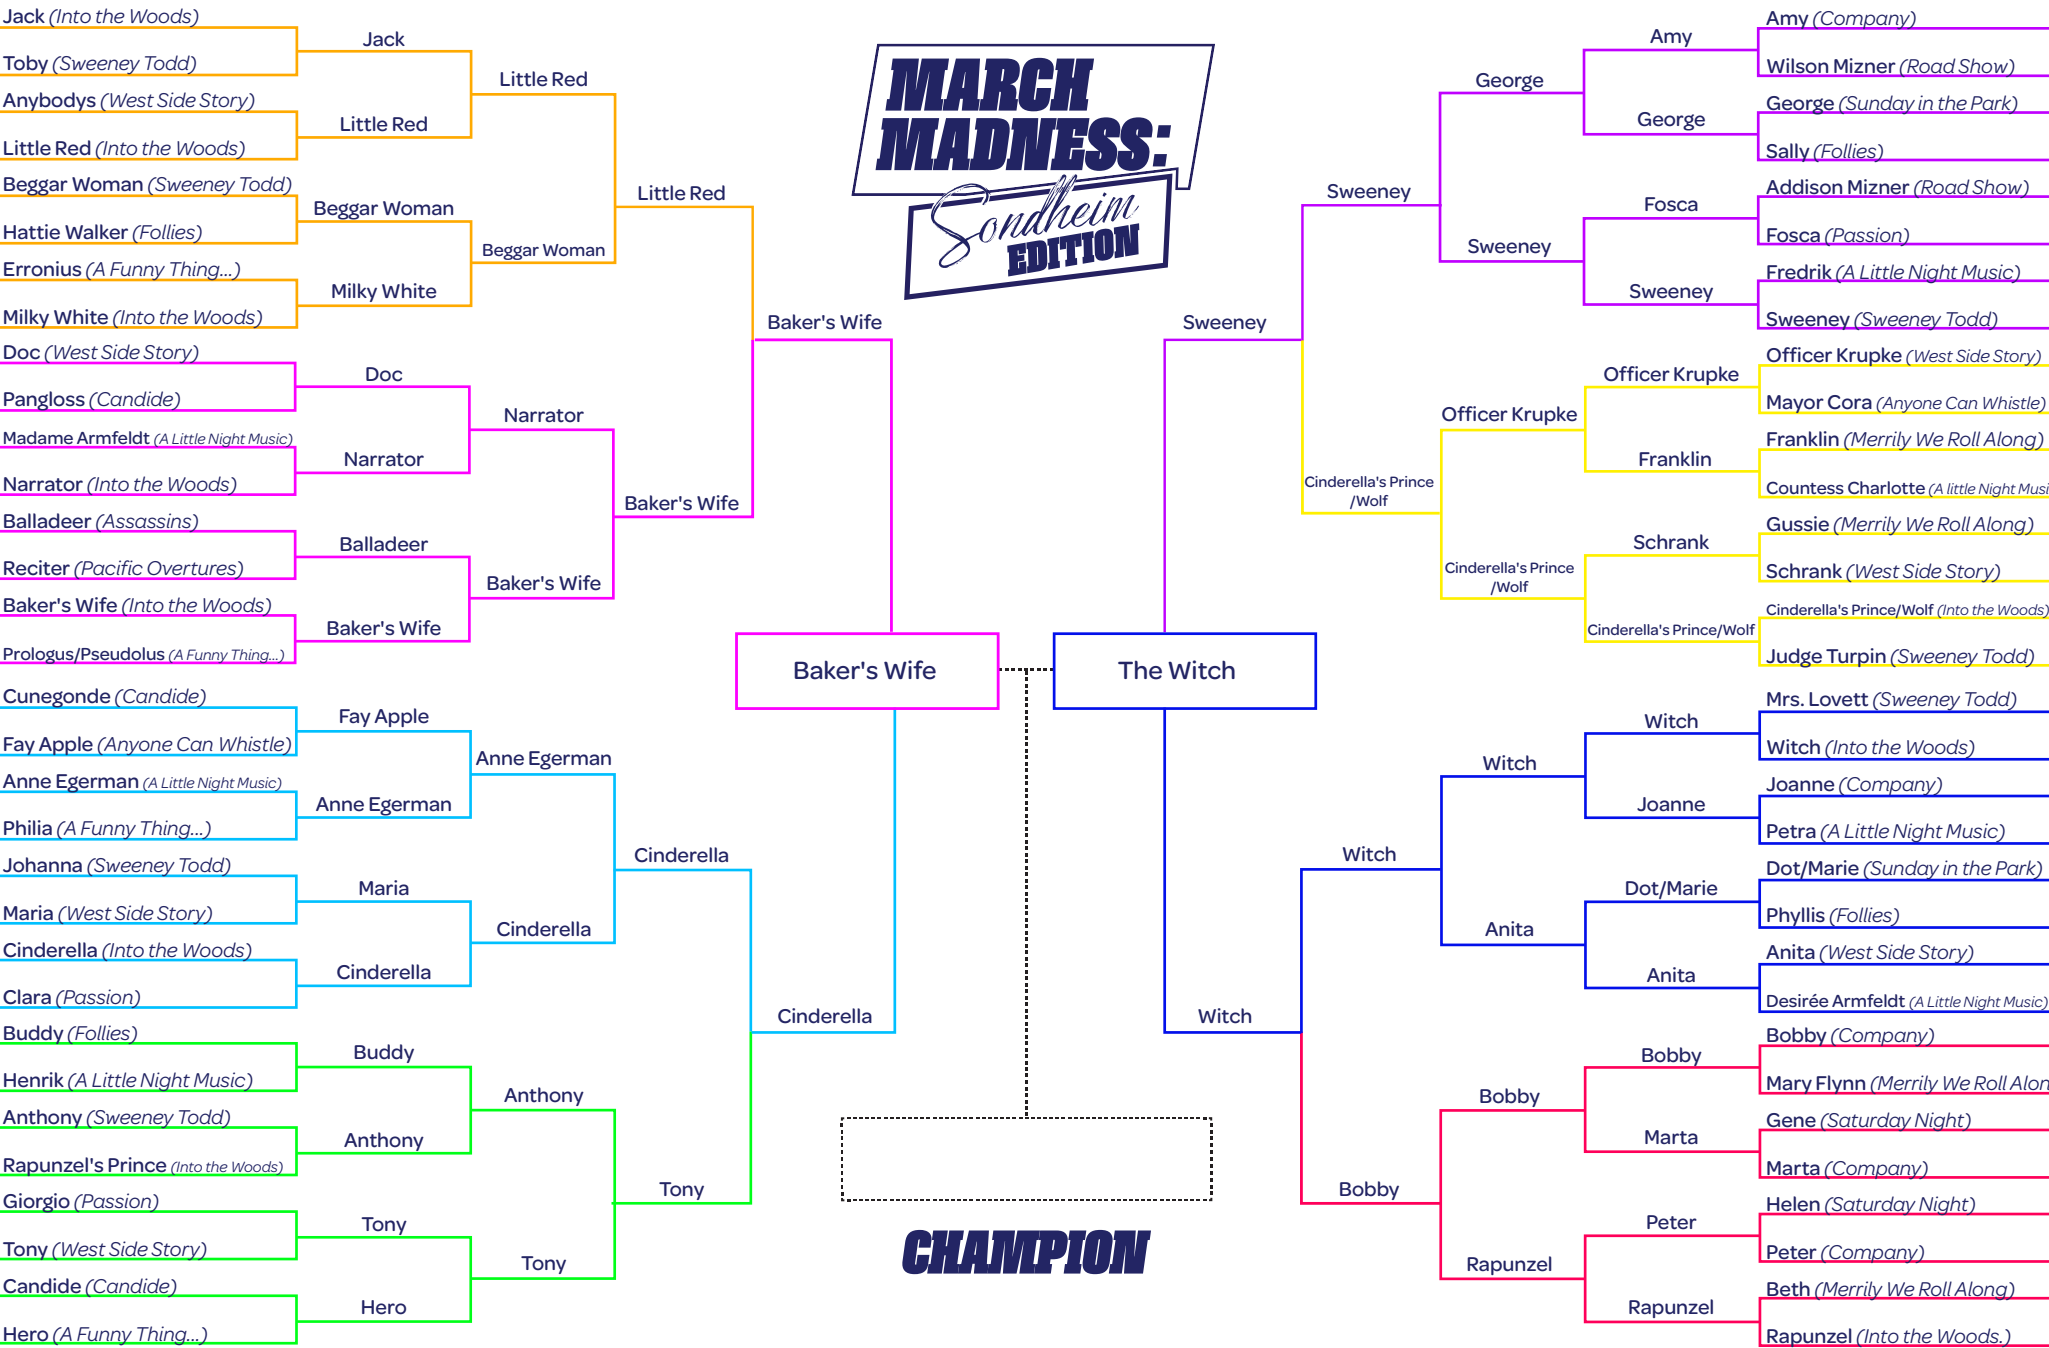 Jack (Into the Woods)
Toby (Sweeney Todd)
Anybodys (West Side Story)
Little Red (Into the Woods)
Beggar Woman (Sweeney Todd)
Hattie Walker (Follies)
Erronius (A Funny Thing...)
Milky White (Into the Woods)
Doc (West Side Story)
Pangloss (Candide)
Madame Armfeldt (A Little Night Music)
Narrator (Into the Woods)
Balladeer (Assassins)
Reciter (Pacific Overtures)
Baker's Wife (Into the Woods)
Prologus/Pseudolus (A Funny Thing...)
Cunegonde (Candide)
Fay Apple (Anyone Can Whistle)
Anne Egerman (A Little Night Music)
Philia (A Funny Thing...)
Johanna (Sweeney Todd)
Maria (West Side Story)
Cinderella (Into the Woods)
Clara (Passion)
Buddy (Follies)
Henrik (A Little Night Music)
Anthony (Sweeney Todd)
Rapunzel's Prince (Into the Woods)
Giorgio (Passion)
Tony (West Side Story)
Candide (Candide)
Hero (A Funny Thing...)
Jack
Little Red
Beggar Woman
Milky White
Doc
Narrator
Balladeer
Baker's Wife
Fay Apple
Anne Egerman
Maria
Cinderella
Buddy
Anthony
Tony
Hero
Little Red
Beggar Woman
Narrator
Baker's Wife
Anne Egerman
Cinderella
Anthony
Tony
Little Red
Baker's Wife
Cinderella
Tony
Baker's Wife
Cinderella
MARCH
MADNESS:
Sondheim
EDITION
Baker's Wife
The Witch
CHAMPION
Sweeney
Witch
Sweeney
Cinderella's Prince
/Wolf
Witch
Bobby
George
Sweeney
Officer Krupke
Cinderella's Prince
/Wolf
Witch
Anita
Bobby
Rapunzel
Amy
George
Fosca
Sweeney
Officer Krupke
Franklin
Schrank
Cinderella's Prince/Wolf
Witch
Joanne
Dot/Marie
Anita
Bobby
Marta
Peter
Rapunzel
Amy (Company)
Wilson Mizner (Road Show)
George (Sunday in the Park)
Sally (Follies)
Addison Mizner (Road Show)
Fosca (Passion)
Fredrik (A Little Night Music)
Sweeney (Sweeney Todd)
Officer Krupke (West Side Story)
Mayor Cora (Anyone Can Whistle)
Franklin (Merrily We Roll Along)
Countess Charlotte (A little Night Musi
Gussie (Merrily We Roll Along)
Schrank (West Side Story)
Cinderella's Prince/Wolf (Into the Woods)
Judge Turpin (Sweeney Todd)
Mrs. Lovett (Sweeney Todd)
Witch (Into the Woods)
Joanne (Company)
Petra (A Little Night Music)
Dot/Marie (Sunday in the Park)
Phyllis (Follies)
Anita (West Side Story)
Desirée Armfeldt (A Little Night Music)
Bobby (Company)
Mary Flynn (Merrily We Roll Alon
Gene (Saturday Night)
Marta (Company)
Helen (Saturday Night)
Peter (Company)
Beth (Merrily We Roll Along)
Rapunzel (Into the Woods.)